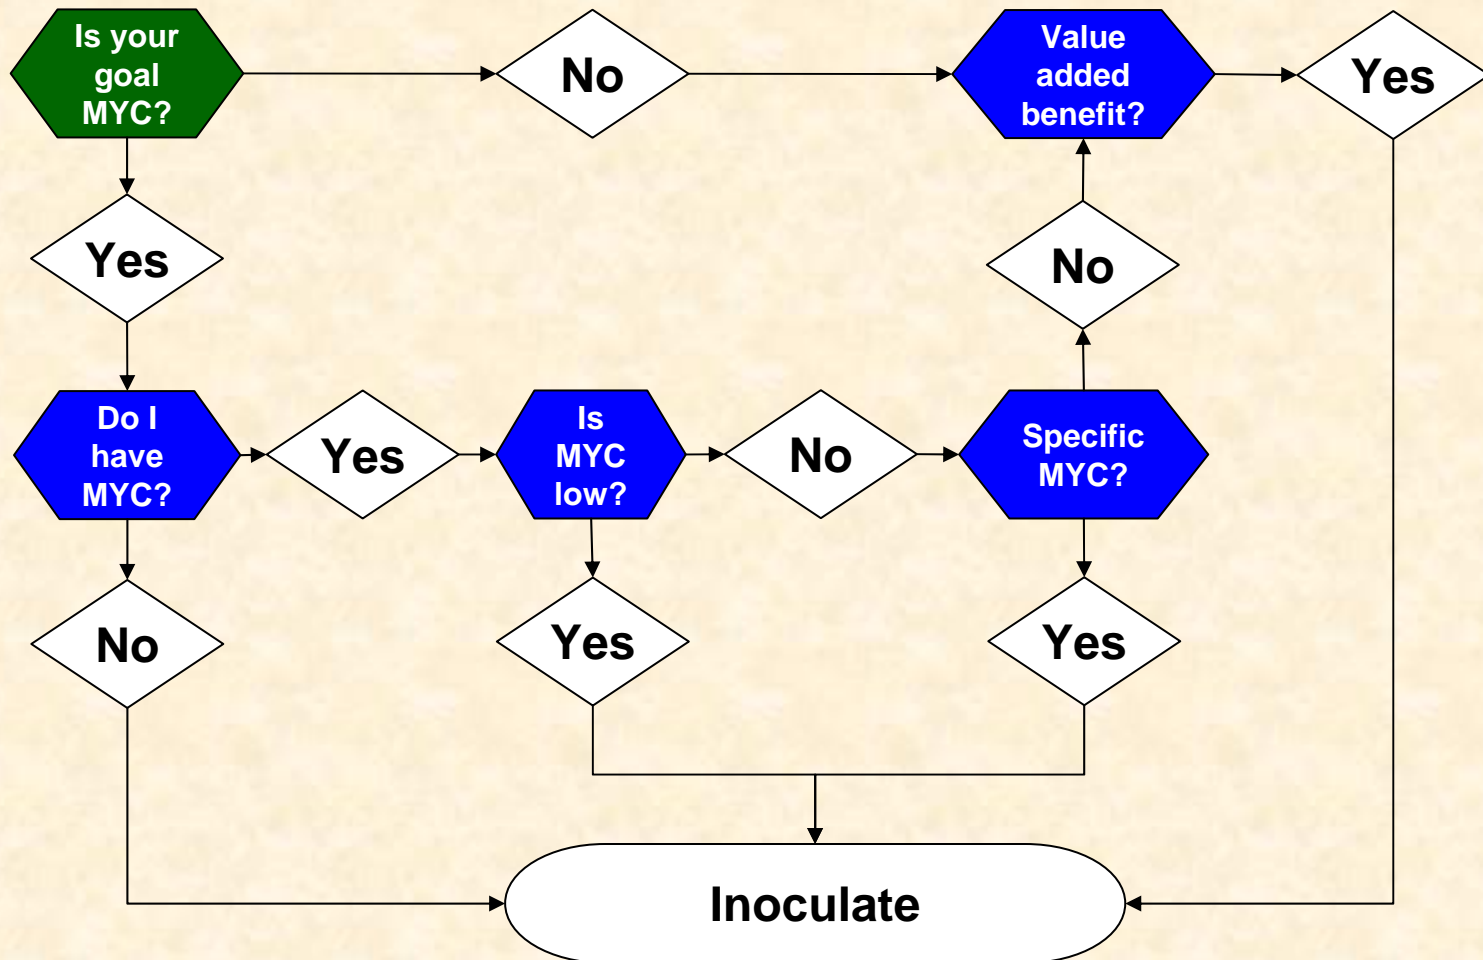 Is your
goal
MYC?
No
Value
added
benefit?
Yes
Yes
No
Do I
have
MYC?
Yes
Is
MYC
low?
No
Specific
MYC?
No
Yes
Yes
Inoculate